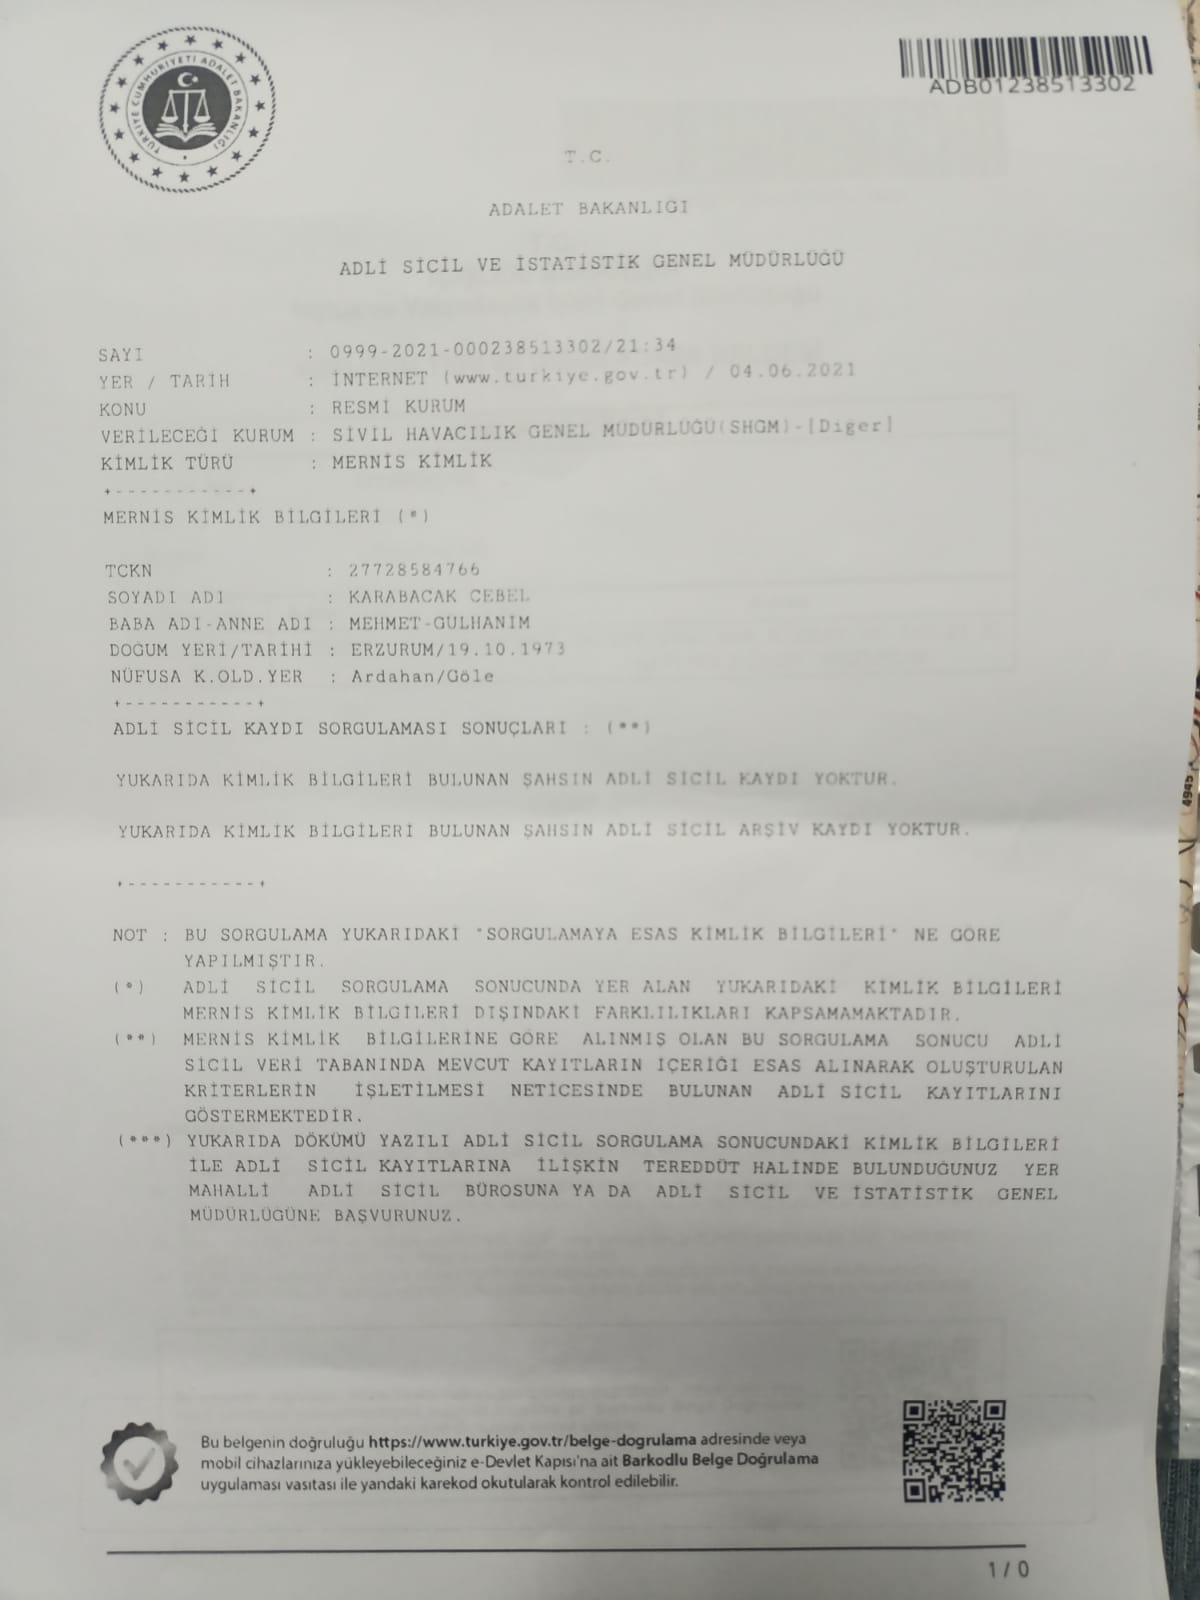 TÜRKİYE CUMHURİYETİ ADALET BAKANLIĞI
ADB01238513302
T.C.
ADALET BAKANLIĞI
ADLİ SİCİL VE İSTATİSTİK GENEL MÜDÜRLÜĞÜ
SAYI : 0999-2021-000238513302/21:34
YER / TARİH : İNTERNET (www.turkiye.gov.tr) / 04.06.2021
KONU : RESMİ KURUM
VERİLECEĞİ KURUM : SİVİL HAVACILIK GENEL MÜDÜRLÜĞÜ(SHGM)-[Diger]
KİMLİK TÜRÜ : MERNİS KİMLİK
+-----------+
MERNİS KİMLİK BİLGİLERİ (*)
TCKN : 27728584766
SOYADI ADI : KARABACAK CEBEL
BABA ADI-ANNE ADI : MEHMET-GÜLHANIM
DOĞUM YERİ/TARİHİ : ERZURUM/19.10.1973
NÜFUSA K.OLD.YER : Ardahan/Göle
+-----------+
ADLİ SİCİL KAYDI SORGULAMASI SONUÇLARI : (**)
YUKARIDA KİMLİK BİLGİLERİ BULUNAN ŞAHSIN ADLİ SİCİL KAYDI YOKTUR.
YUKARIDA KİMLİK BİLGİLERİ BULUNAN ŞAHSIN ADLİ SİCİL ARŞİV KAYDI YOKTUR.
+-----------+
NOT : BU SORGULAMA YUKARIDAKİ "SORGULAMAYA ESAS KİMLİK BİLGİLERİ" NE GÖRE
YAPILMIŞTIR.
(*) ADLİ SİCİL SORGULAMA SONUCUNDA YER ALAN YUKARIDAKİ KİMLİK BİLGİLERİ
MERNİS KİMLİK BİLGİLERİ DIŞINDAKİ FARKLILIKLARI KAPSAMAMAKTADIR.
(**) MERNİS KİMLİK BİLGİLERİNE GÖRE ALINMIŞ OLAN BU SORGULAMA SONUCU ADLİ
SİCİL VERİ TABANINDA MEVCUT KAYITLARIN İÇERİĞİ ESAS ALINARAK OLUŞTURULAN
KRİTERLERİN İŞLETİLMESİ NETİCESİNDE BULUNAN ADLİ SİCİL KAYITLARINI
GÖSTERMEKTEDİR.
(***) YUKARIDA DÖKÜMÜ YAZILI ADLİ SİCİL SORGULAMA SONUCUNDAKİ KİMLİK BİLGİLERİ
İLE ADLİ SİCİL KAYITLARINA İLİŞKİN TEREDDÜT HALİNDE BULUNDUĞUNUZ YER
MAHALLİ ADLİ SİCİL BÜROSUNA YA DA ADLİ SİCİL VE İSTATİSTİK GENEL
MÜDÜRLÜĞÜNE BAŞVURUNUZ.
Bu belgenin doğruluğu https://www.turkiye.gov.tr/belge-dogrulama adresinde veya
mobil cihazlarınıza yükleyebileceğiniz e-Devlet Kapısı'na ait Barkodlu Belge Doğrulama
uygulaması vasıtası ile yandaki karekod okutularak kontrol edilebilir.
1 / 0
4945